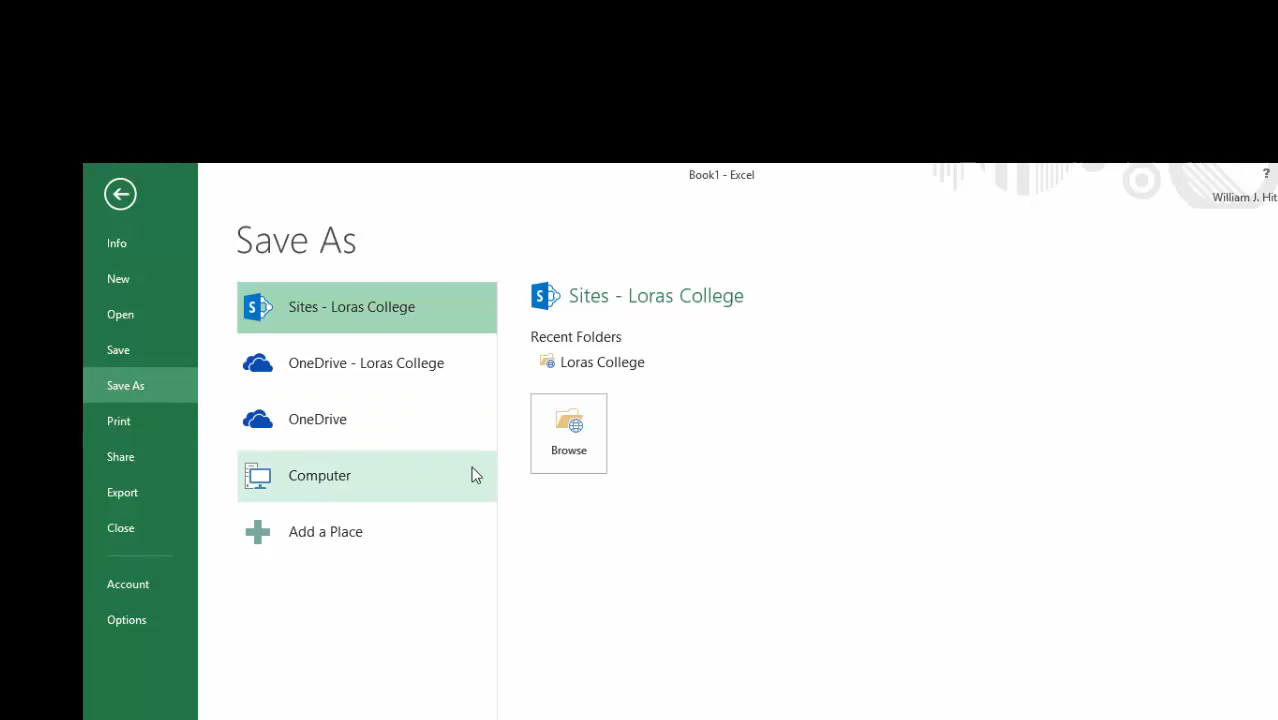 Book1 - Excel
?
William J. Hit
Info
New
Open
Save
Save As
Print
Share
Export
Close
Account
Options
Save As
Sites - Loras College
OneDrive - Loras College
OneDrive
Computer
Add a Place
Sites - Loras College
Recent Folders
Loras College
Browse